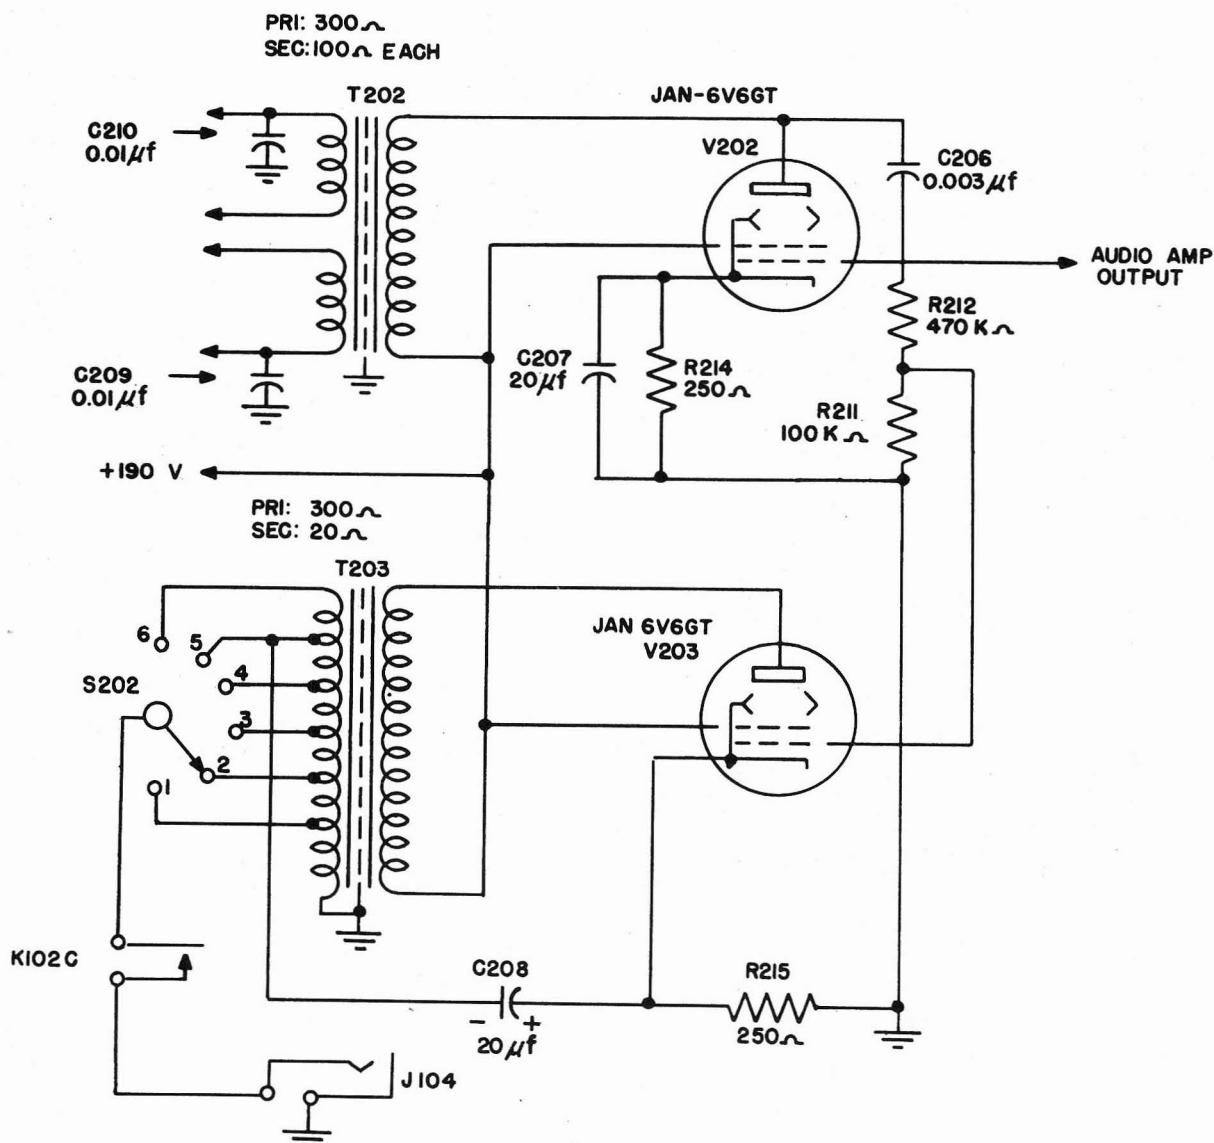 PRI: 300Ω
SEC: 100Ω EACH
T202
JAN-6V6GT
C210
0.01μf
V202
C206
0.003μf
AUDIO AMP
OUTPUT
R212
470 KΩ
C207
20μf
R214
250Ω
C209
0.01μf
R211
100 KΩ
+190 V
PRI: 300Ω
SEC: 20Ω
T203
JAN 6V6GT
V203
6
5
4
3
2
1
S202
K102C
C208
- +
20μf
R215
250Ω
J104